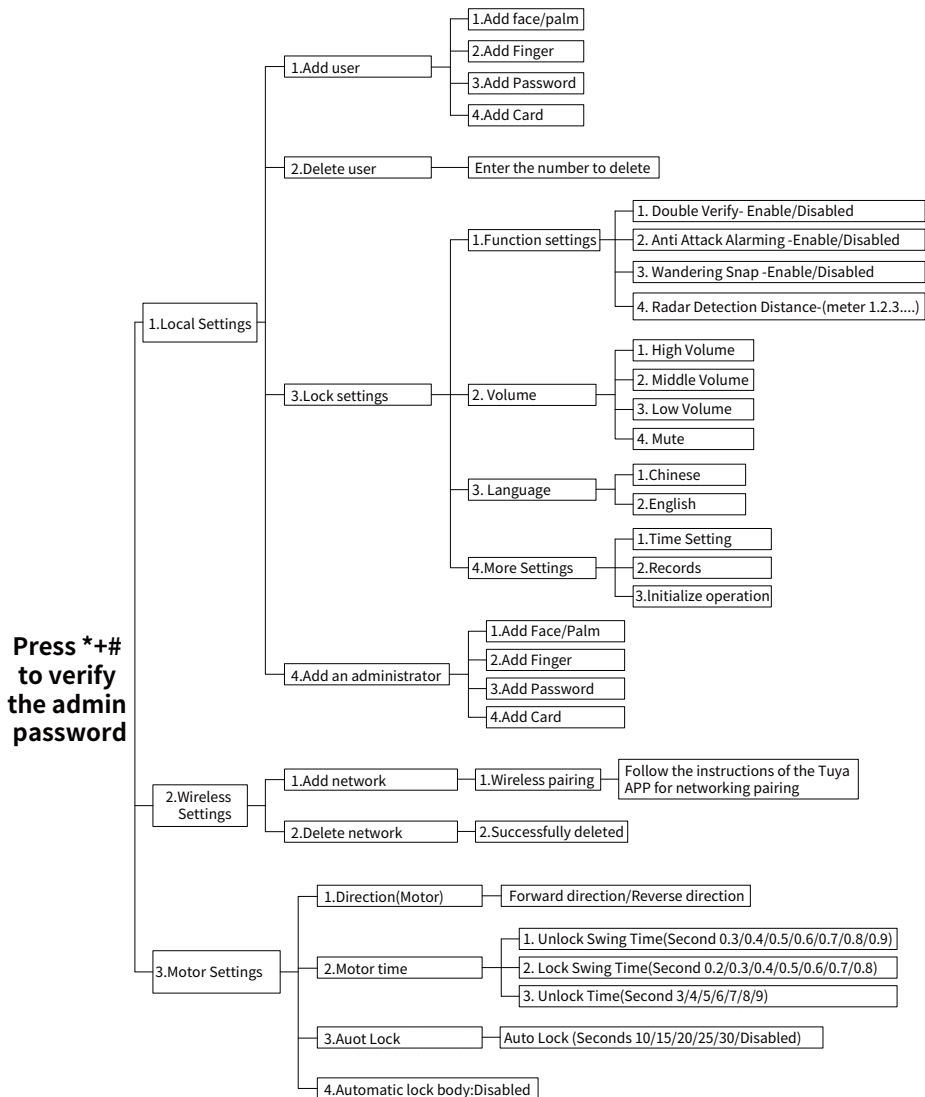 Press *+#
to verify
the admin
password
1.Local Settings
1.Add user
1.Add face/palm
2.Add Finger
3.Add Password
4.Add Card
2.Delete user
Enter the number to delete
3.Lock settings
1.Function settings
1. Double Verify- Enable/Disabled
2. Anti Attack Alarming -Enable/Disabled
3. Wandering Snap -Enable/Disabled
4. Radar Detection Distance-(meter 1.2.3....)
2. Volume
1. High Volume
2. Middle Volume
3. Low Volume
4. Mute
3. Language
1.Chinese
2.English
4.More Settings
1.Time Setting
2.Records
3.Initialize operation
4.Add an administrator
1.Add Face/Palm
2.Add Finger
3.Add Password
4.Add Card
2.Wireless
Settings
1.Add network
1.Wireless pairing
Follow the instructions of the Tuya
APP for networking pairing
2.Delete network
2.Successfully deleted
3.Motor Settings
1.Direction(Motor)
Forward direction/Reverse direction
2.Motor time
1. Unlock Swing Time(Second 0.3/0.4/0.5/0.6/0.7/0.8/0.9)
2. Lock Swing Time(Second 0.2/0.3/0.4/0.5/0.6/0.7/0.8)
3. Unlock Time(Second 3/4/5/6/7/8/9)
3.Auot Lock
Auto Lock (Seconds 10/15/20/25/30/Disabled)
4.Automatic lock body:Disabled